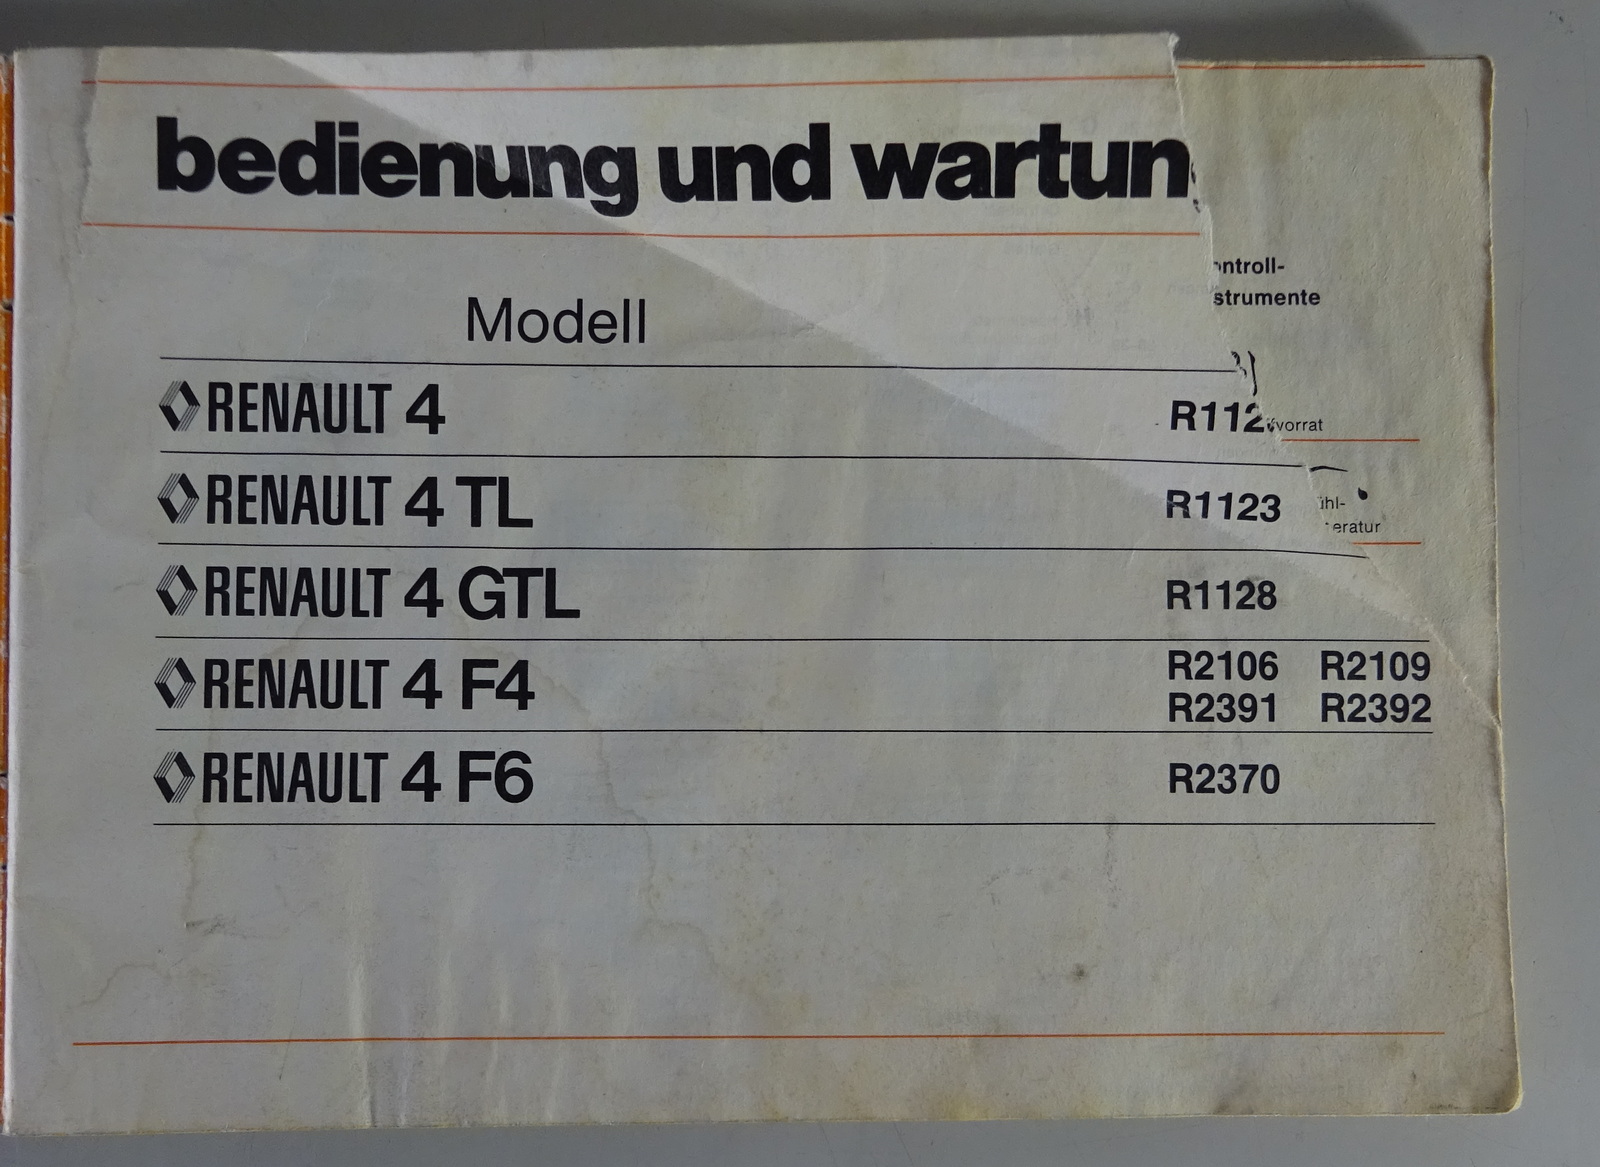 bedienung und wartun
ntroll-
strumente
Modell
RENAULT 4 R112
vorrat
RENAULT 4 TL R1123
hl-
eratur
RENAULT 4 GTL R1128
RENAULT 4 F4 R2106 R2109
R2391 R2392
RENAULT 4 F6 R2370